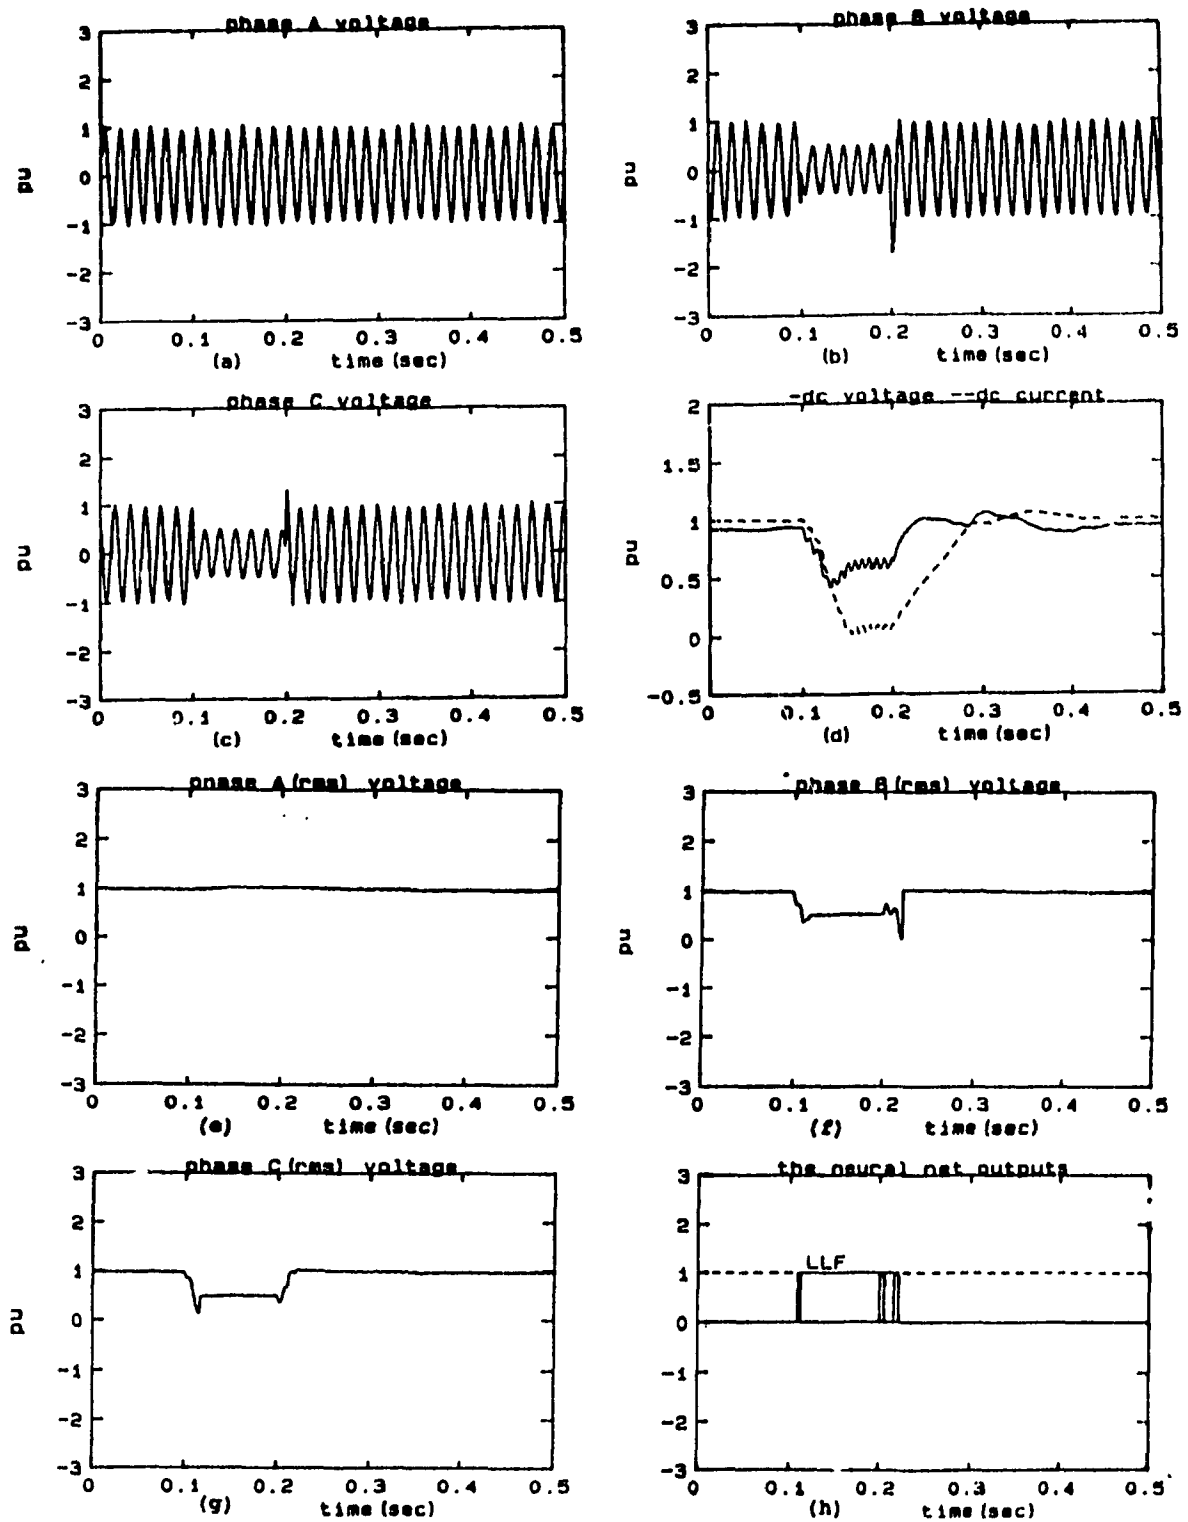 phase A voltage
3
2
1
0
-1
-2
-3
pu
0 0.1 0.2 0.3 0.4 0.5
(a) time(sec)
phase B voltage
3
2
1
0
-1
-2
-3
pu
0 0.1 0.2 0.3 0.4 0.5
(b) time(sec)
phase C voltage
3
2
1
0
-1
-2
-3
pu
0 0.1 0.2 0.3 0.4 0.5
(c) time(sec)
-dc voltage --dc current
2
1.5
1
0.5
0
-0.5
pu
0 0.1 0.2 0.3 0.4 0.5
(d) time(sec)
phase A(rms) voltage
3
2
1
0
-1
-2
-3
pu
0 0.1 0.2 0.3 0.4 0.5
(e) time(sec)
phase B(rms) voltage
3
2
1
0
-1
-2
-3
pu
0 0.1 0.2 0.3 0.4 0.5
(f) time(sec)
phase C(rms) voltage
3
2
1
0
-1
-2
-3
pu
0 0.1 0.2 0.3 0.4 0.5
(g) time(sec)
the neural net outputs
3
2
1
0
-1
-2
-3
LLF
0 0.1 0.2 0.3 0.4 0.5
(h) time(sec)